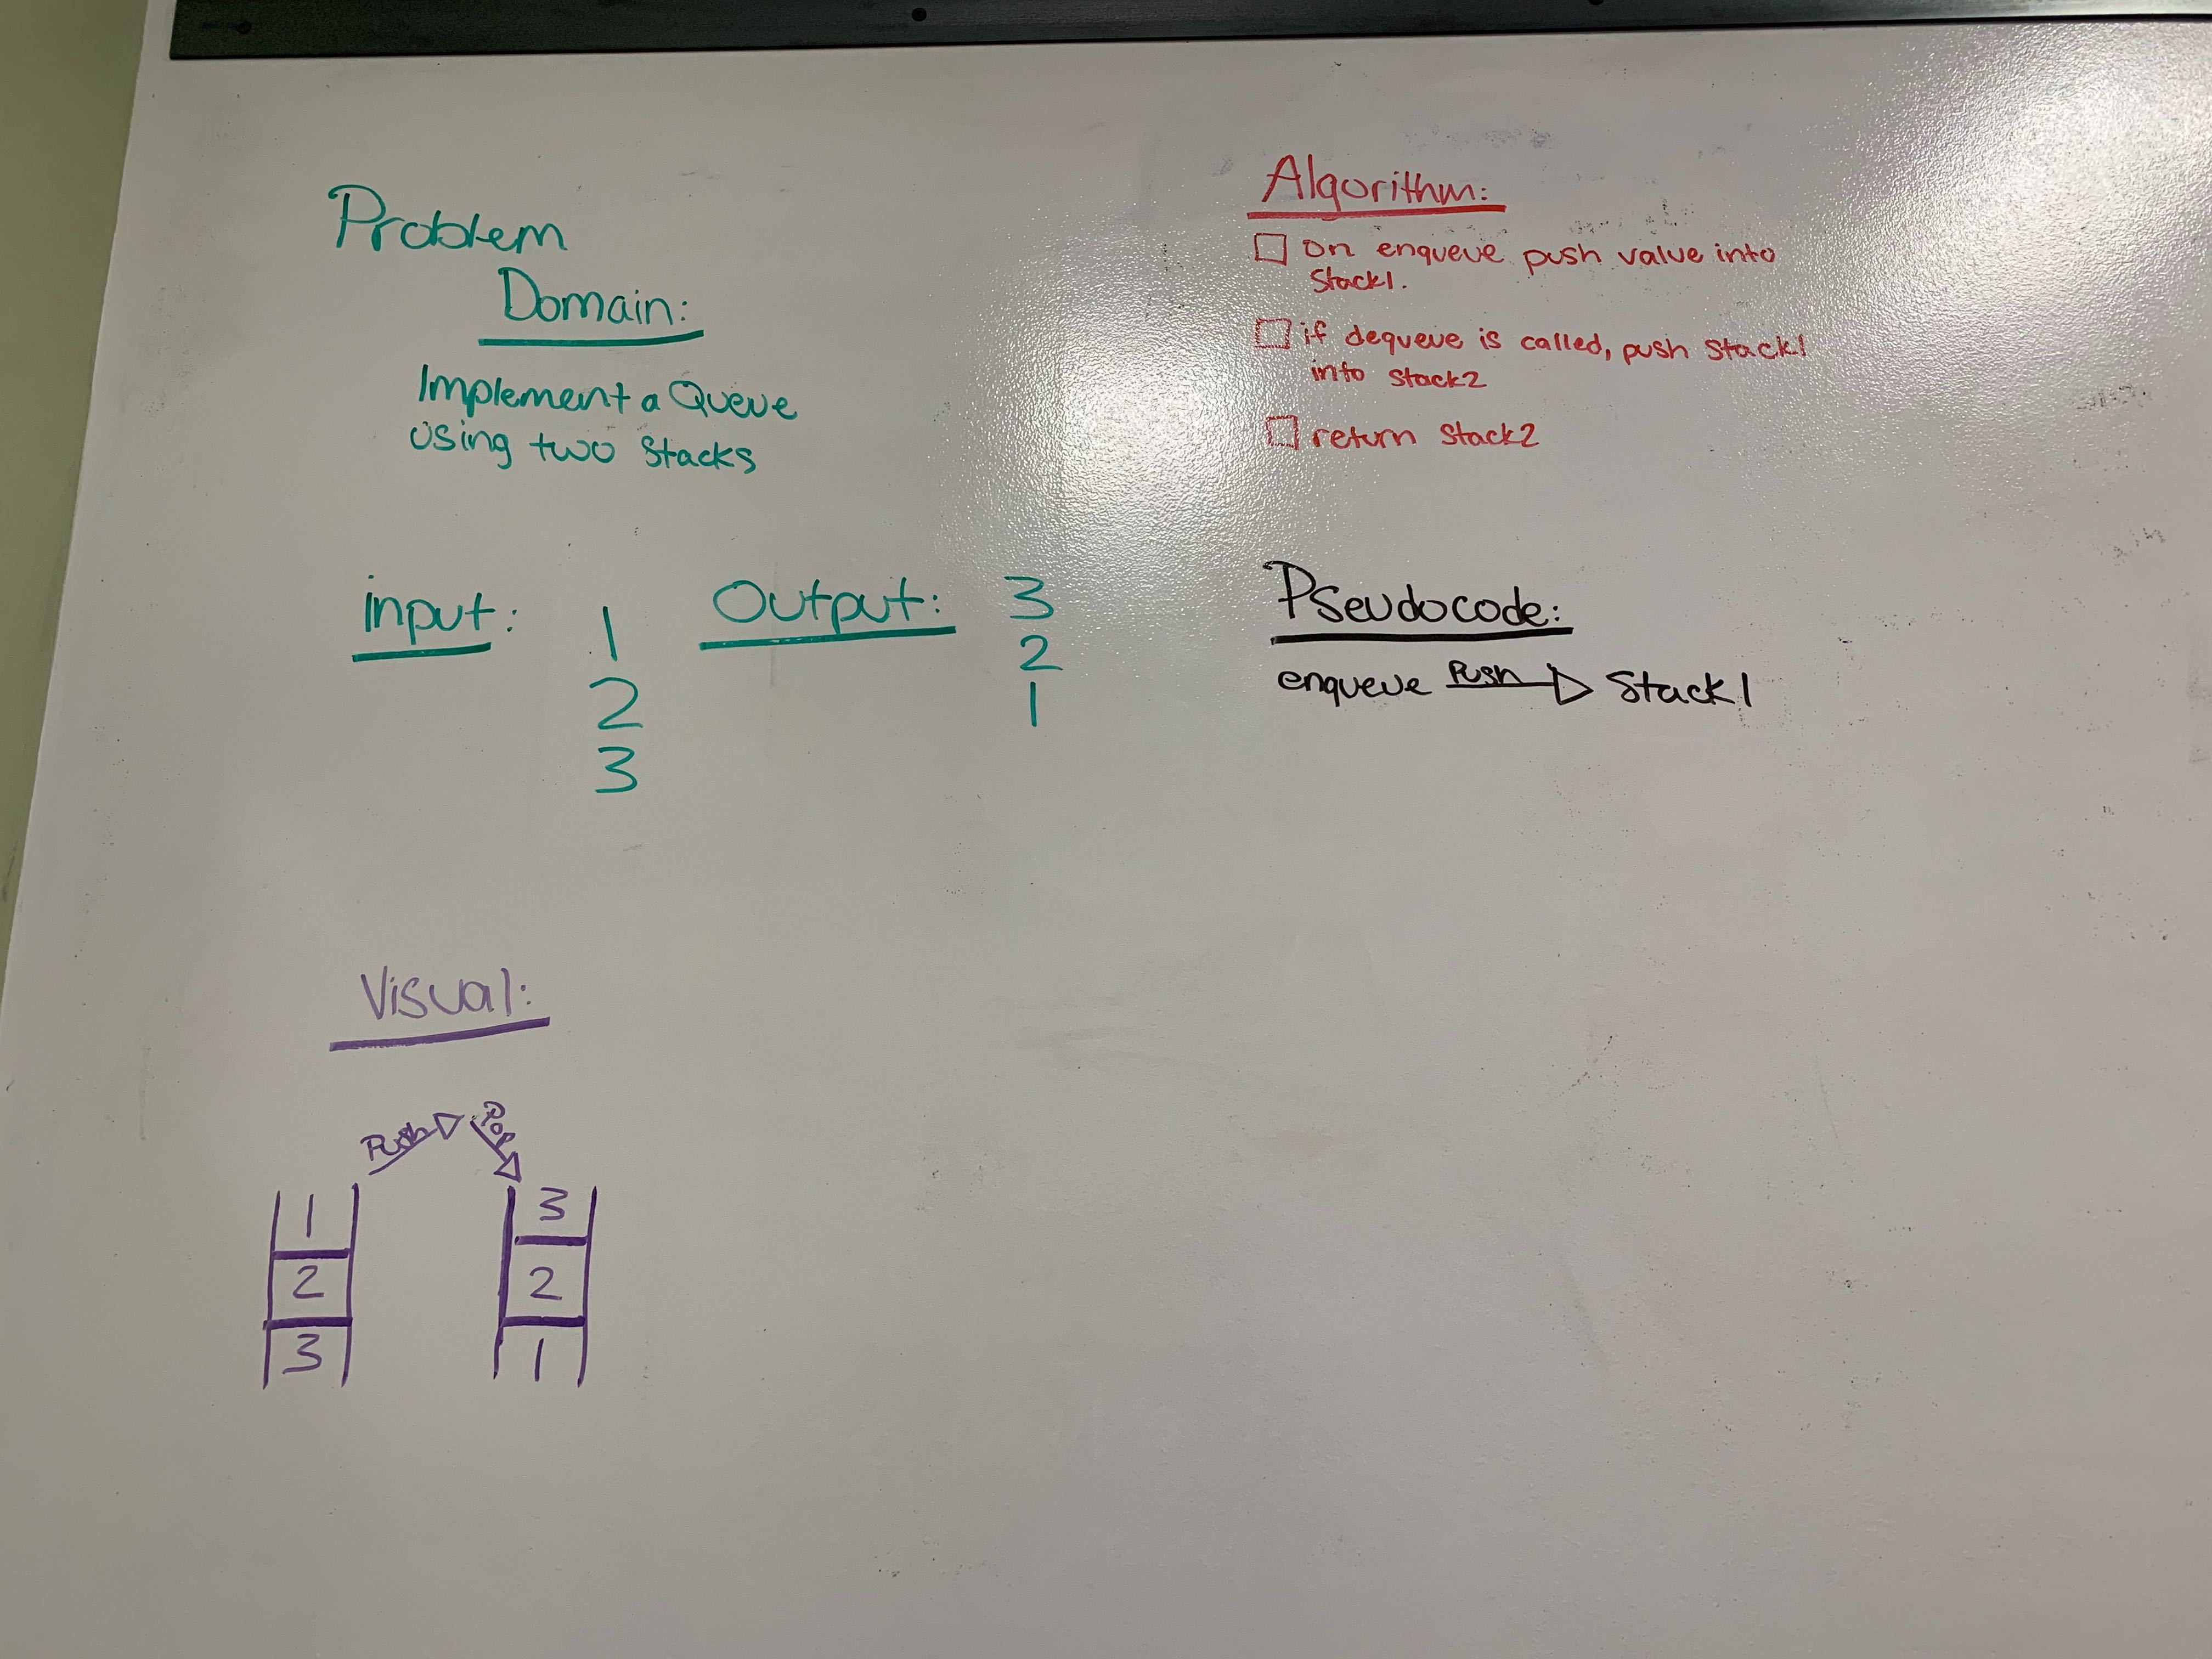 Problem
Domain:
Implement a Queue
Using two Stacks
input:
1
2
3
Output:
3
2
1
Visual:
Push
Pop
1
2
3
3
2
1
Algorithm:
On enqueue push value into
Stack1.
if dequeue is called, push stack1
into stack2
return stack2
Pseudocode:
enqueue Push Stack1